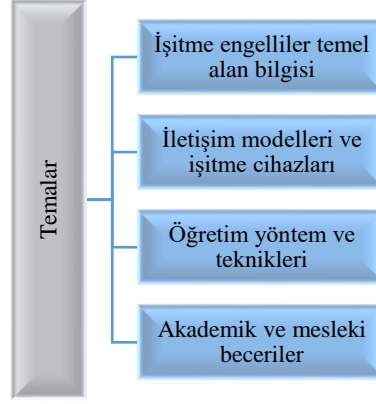 Temalar
İşitme engelliler temel
alan bilgisi
İletişim modelleri ve
işitme cihazları
Öğretim yöntem ve
teknikleri
Akademik ve mesleki
beceriler